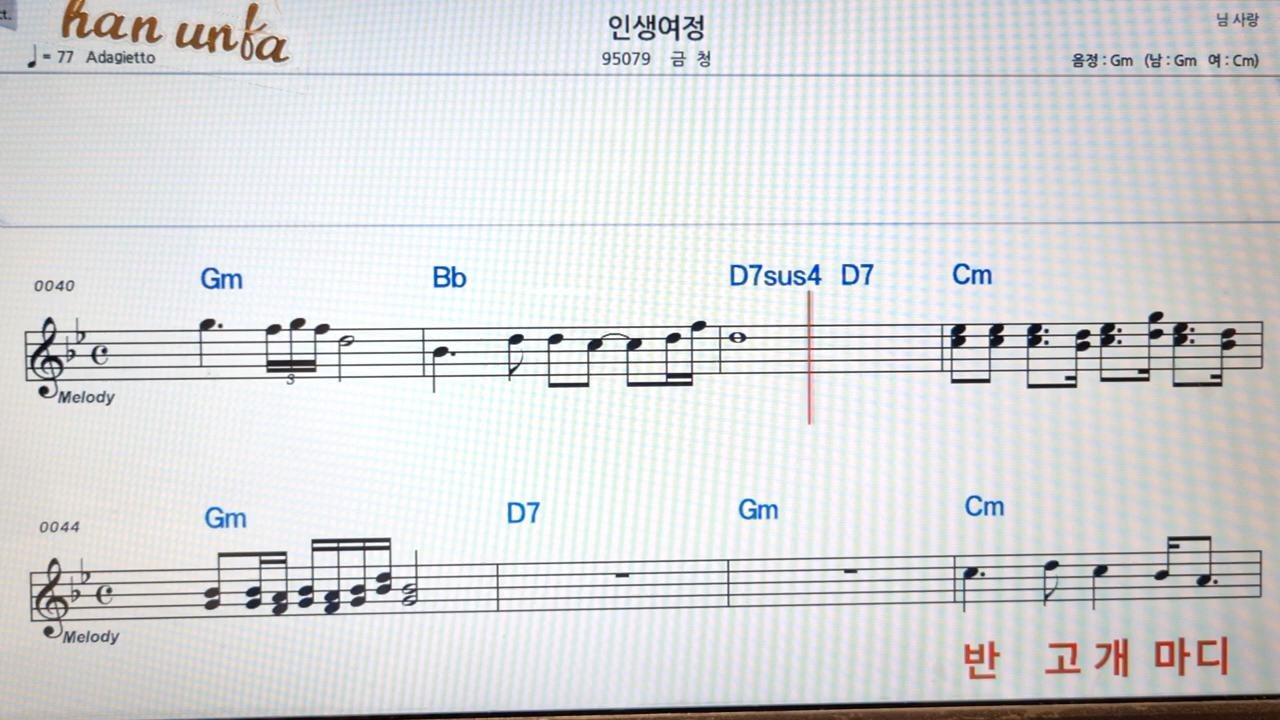 han unfa
인생여정
님 사랑
♩= 77 Adagietto
95079 금 청
음정 : Gm (남 : Gm 여 : Cm)
0040 Gm Bb D7sus4 D7 Cm
3
Melody
0044 Gm D7 Gm Cm
Melody
반 고 개 마 디